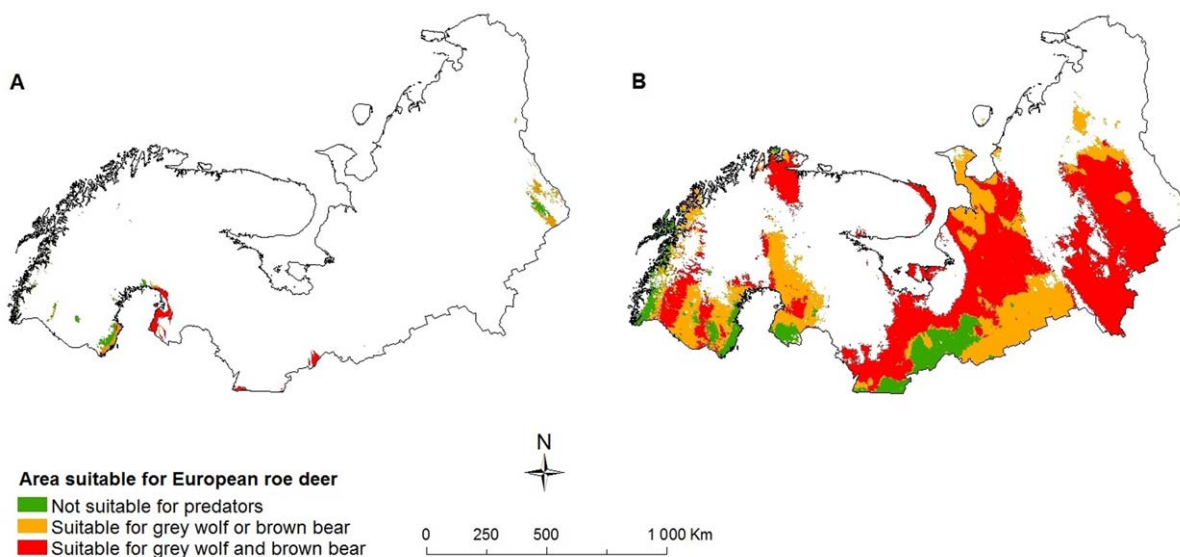 A
B
N
Area suitable for European roe deer
Not suitable for predators
Suitable for grey wolf or brown bear
Suitable for grey wolf and brown bear
0 250 500 1 000 Km